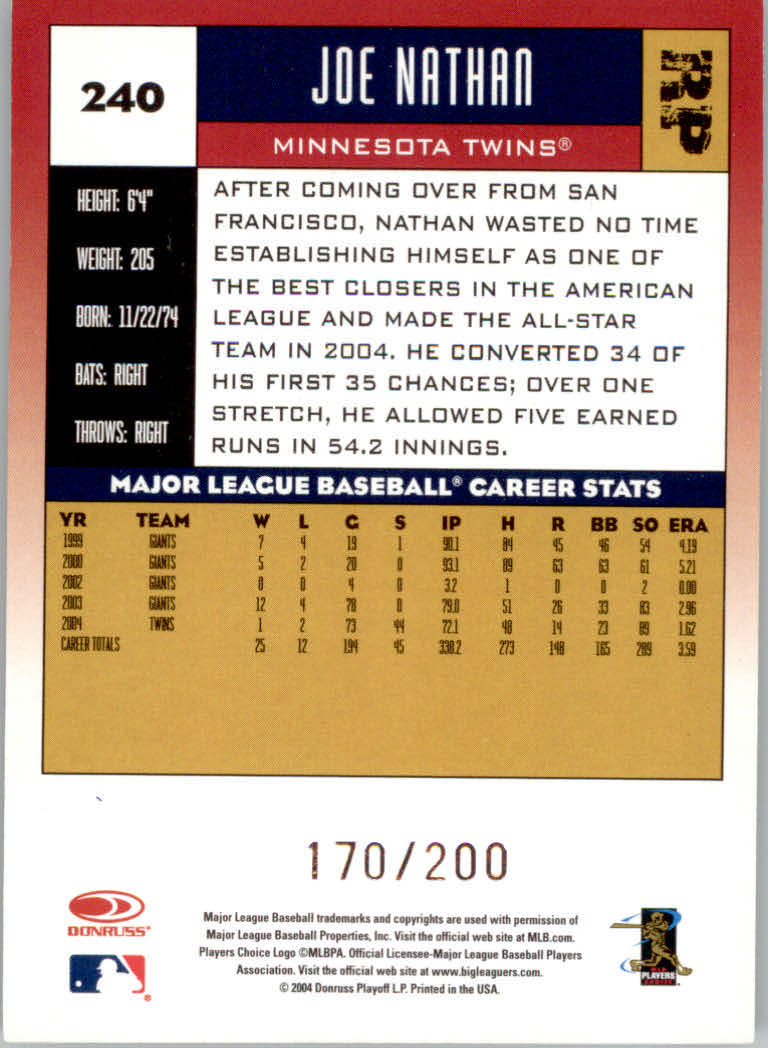 240
JOE NATHAN
RP
MINNESOTA TWINS®
HEIGHT: 6'4"
WEIGHT: 205
BORN: 11/22/74
BATS: RIGHT
THROWS: RIGHT
AFTER COMING OVER FROM SAN
FRANCISCO, NATHAN WASTED NO TIME
ESTABLISHING HIMSELF AS ONE OF
THE BEST CLOSERS IN THE AMERICAN
LEAGUE AND MADE THE ALL-STAR
TEAM IN 2004. HE CONVERTED 34 OF
HIS FIRST 35 CHANCES; OVER ONE
STRETCH, HE ALLOWED FIVE EARNED
RUNS IN 54.2 INNINGS.
MAJOR LEAGUE BASEBALL® CAREER STATS
YR TEAM W L G S IP H R BB SO ERA
1999 GIANTS 7 4 19 1 90.1 84 45 46 54 4.19
2000 GIANTS 5 2 20 0 93.1 89 63 63 61 5.21
2002 GIANTS 0 0 4 0 3.2 1 0 0 2 0.00
2003 GIANTS 12 4 78 0 79.0 51 26 33 83 2.96
2004 TWINS 1 2 73 44 72.1 48 14 23 89 1.62
CAREER TOTALS 25 12 194 45 338.2 273 148 165 289 3.59
170/200
DONRUSS®
Major League Baseball trademarks and copyrights are used with permission of
Major League Baseball Properties, Inc. Visit the official web site at MLB.com.
Players Choice Logo ©MLBPA. Official Licensee-Major League Baseball Players
Association. Visit the official web site at www.bigleaguers.com.
© 2004 Donruss Playoff L.P. Printed in the USA.
MLB
PLAYERS
CHOICE